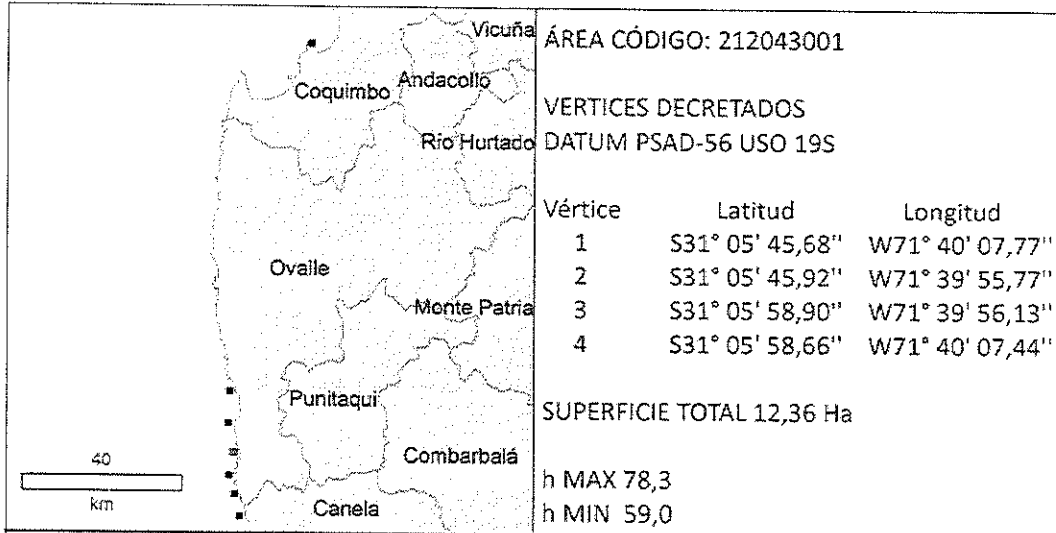 Vicuña
Andacollo
Coquimbo
Río Hurtado
Ovalle
Monte Patria
Punitaqui
Combarbalá
Canela
40
km
ÁREA CÓDIGO: 212043001
VERTICES DECRETADOS
DATUM PSAD-56 USO 19S
Vértice Latitud Longitud
1 S31° 05' 45,68" W71° 40' 07,77"
2 S31° 05' 45,92" W71° 39' 55,77"
3 S31° 05' 58,90" W71° 39' 56,13"
4 S31° 05' 58,66" W71° 40' 07,44"
SUPERFICIE TOTAL 12,36 Ha
h MAX 78,3
h MIN 59,0